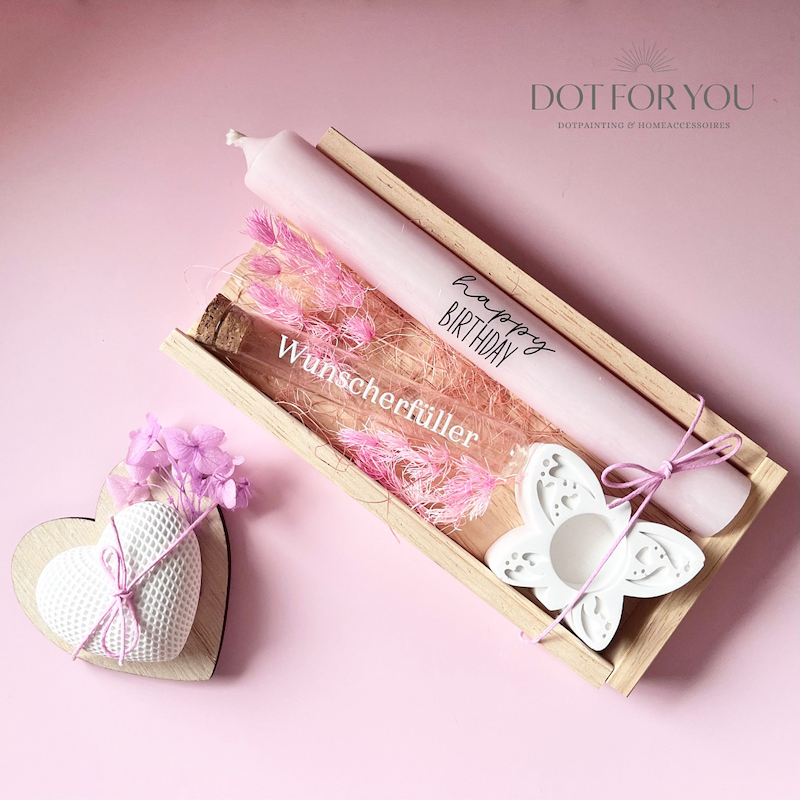 DOT FOR YOU
DOTPAINTING & HOMEACCESSOIRES
happy
BIRTHDAY
Wunscherfüller